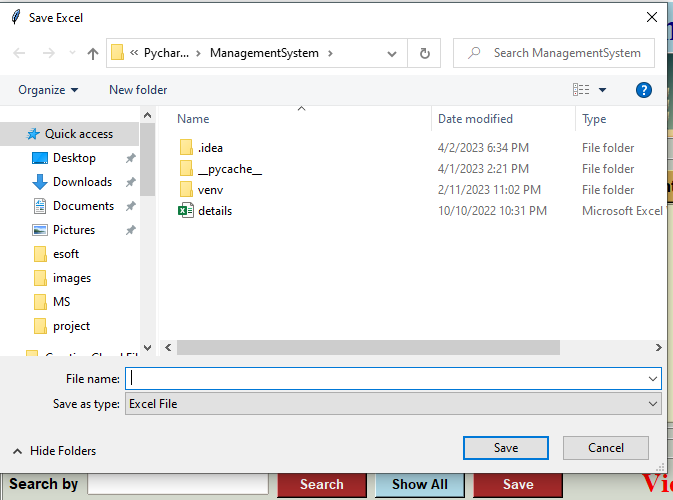 Save Excel
« Pychar... > ManagementSystem >
Search ManagementSystem
Organize
New folder
?
Name
Date modified
Type
Quick access
Desktop
Downloads
Documents
Pictures
esoft
images
MS
project
.idea 4/2/2023 6:34 PM File folder
__pycache__ 4/1/2023 2:21 PM File folder
venv 2/11/2023 11:02 PM File folder
details 10/10/2022 10:31 PM Microsoft Excel
File name:
Save as type: Excel File
Hide Folders
Save
Cancel
Search by
Search
Show All
Save